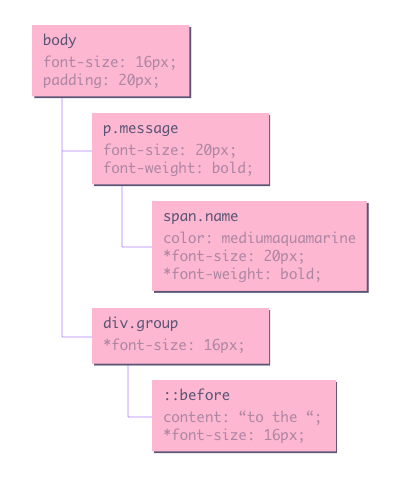 body
font-size: 16px;
padding: 20px;
p.message
font-size: 20px;
font-weight: bold;
span.name
color: mediumaquamarine
*font-size: 20px;
*font-weight: bold;
div.group
*font-size: 16px;
::before
content: “to the “;
*font-size: 16px;